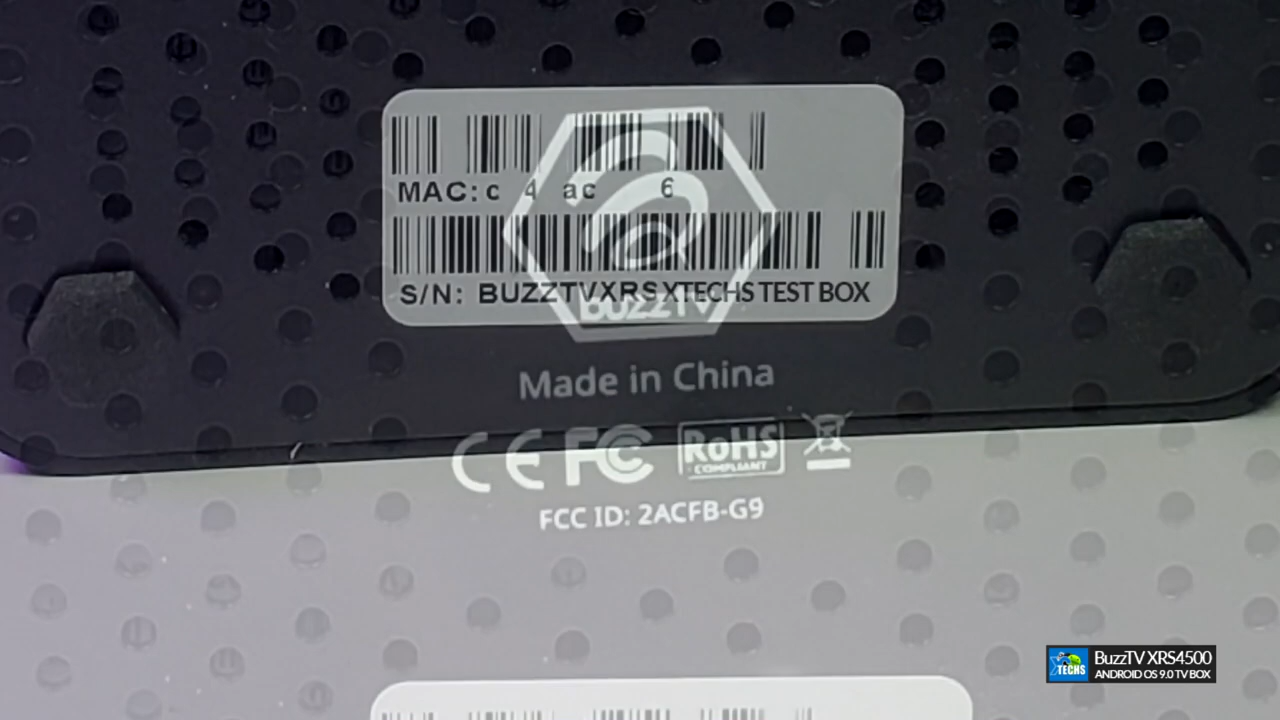 MAC: c 4 ac 6
S/N: BUZZTVXRS XTECHS TEST BOX
BUZZTV
Made in China
CE FC RoHS
COMPLIANT
FCC ID: 2ACFB-G9
XTECHS
BuzzTV XRS4500
ANDROID OS 9.0 TV BOX